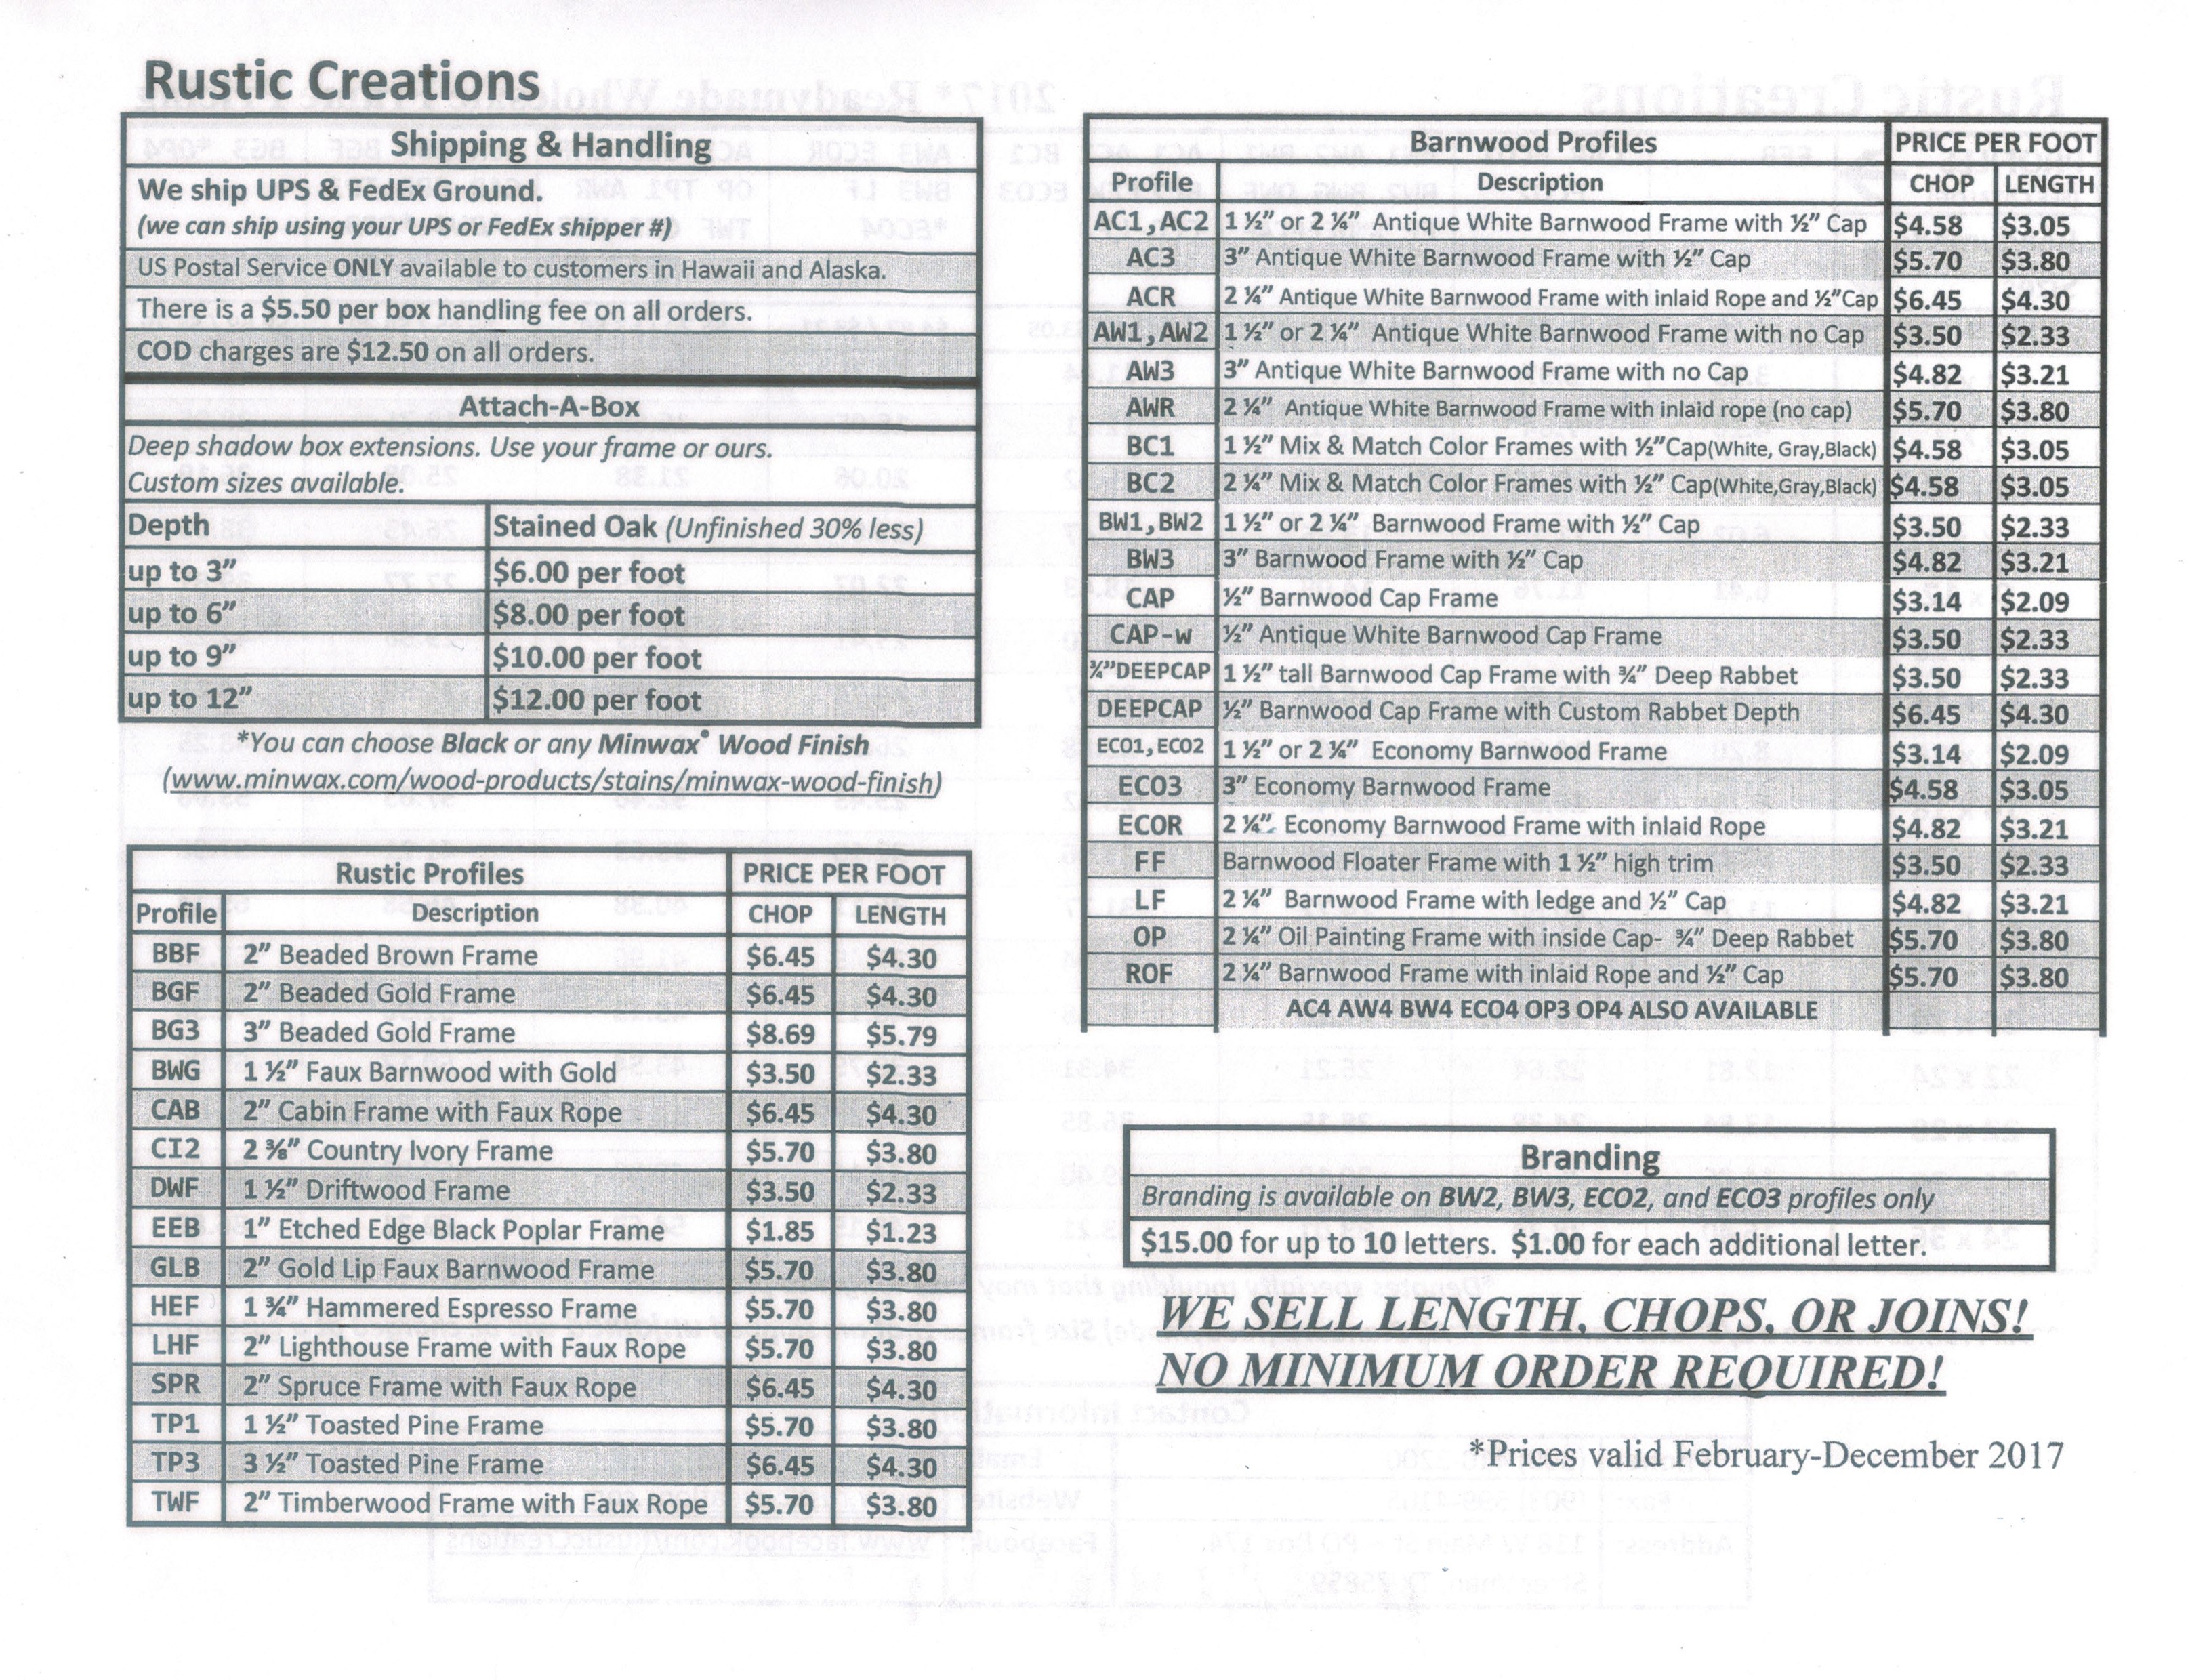 Rustic Creations
Shipping & Handling
We ship UPS & FedEx Ground.
(we can ship using your UPS or FedEx shipper #)
US Postal Service ONLY available to customers in Hawaii and Alaska.
There is a $5.50 per box handling fee on all orders.
COD charges are $12.50 on all orders.
Attach-A-Box
Deep shadow box extensions. Use your frame or ours.
Custom sizes available.
Depth Stained Oak (Unfinished 30% less)
up to 3” $6.00 per foot
up to 6” $8.00 per foot
up to 9” $10.00 per foot
up to 12” $12.00 per foot
*You can choose Black or any Minwax® Wood Finish
(www.minwax.com/wood-products/stains/minwax-wood-finish)
Rustic Profiles PRICE PER FOOT
Profile Description CHOP LENGTH
BBF 2” Beaded Brown Frame $6.45 $4.30
BGF 2” Beaded Gold Frame $6.45 $4.30
BG3 3” Beaded Gold Frame $8.69 $5.79
BWG 1 ½” Faux Barnwood with Gold $3.50 $2.33
CAB 2” Cabin Frame with Faux Rope $6.45 $4.30
CI2 2 ⅜” Country Ivory Frame $5.70 $3.80
DWF 1 ½” Driftwood Frame $3.50 $2.33
EEB 1” Etched Edge Black Poplar Frame $1.85 $1.23
GLB 2” Gold Lip Faux Barnwood Frame $5.70 $3.80
HEF 1 ¾” Hammered Espresso Frame $5.70 $3.80
LHF 2” Lighthouse Frame with Faux Rope $5.70 $3.80
SPR 2” Spruce Frame with Faux Rope $6.45 $4.30
TP1 1 ½” Toasted Pine Frame $5.70 $3.80
TP3 3 ½” Toasted Pine Frame $6.45 $4.30
TWF 2” Timberwood Frame with Faux Rope $5.70 $3.80
Barnwood Profiles PRICE PER FOOT
Profile Description CHOP LENGTH
AC1,AC2 1 ½” or 2 ¼” Antique White Barnwood Frame with ½” Cap $4.58 $3.05
AC3 3” Antique White Barnwood Frame with ½” Cap $5.70 $3.80
ACR 2 ¼” Antique White Barnwood Frame with inlaid Rope and ½”Cap $6.45 $4.30
AW1,AW2 1 ½” or 2 ¼” Antique White Barnwood Frame with no Cap $3.50 $2.33
AW3 3” Antique White Barnwood Frame with no Cap $4.82 $3.21
AWR 2 ¼” Antique White Barnwood Frame with inlaid rope (no cap) $5.70 $3.80
BC1 1 ½” Mix & Match Color Frames with ½”Cap(White, Gray,Black) $4.58 $3.05
BC2 2 ¼” Mix & Match Color Frames with ½” Cap(White,Gray,Black) $4.58 $3.05
BW1,BW2 1 ½” or 2 ¼” Barnwood Frame with ½” Cap $3.50 $2.33
BW3 3” Barnwood Frame with ½” Cap $4.82 $3.21
CAP ½” Barnwood Cap Frame $3.14 $2.09
CAP-w ½” Antique White Barnwood Cap Frame $3.50 $2.33
¾”DEEPCAP 1 ½” tall Barnwood Cap Frame with ¾” Deep Rabbet $3.50 $2.33
DEEPCAP ½” Barnwood Cap Frame with Custom Rabbet Depth $6.45 $4.30
ECO1,ECO2 1 ½” or 2 ¼” Economy Barnwood Frame $3.14 $2.09
ECO3 3” Economy Barnwood Frame $4.58 $3.05
ECOR 2 ¼” Economy Barnwood Frame with inlaid Rope $4.82 $3.21
FF Barnwood Floater Frame with 1 ½” high trim $3.50 $2.33
LF 2 ¼” Barnwood Frame with ledge and ½” Cap $4.82 $3.21
OP 2 ¼” Oil Painting Frame with inside Cap- ¾” Deep Rabbet $5.70 $3.80
ROF 2 ¼” Barnwood Frame with inlaid Rope and ½” Cap $5.70 $3.80
AC4 AW4 BW4 ECO4 OP3 OP4 ALSO AVAILABLE
Branding
Branding is available on BW2, BW3, ECO2, and ECO3 profiles only
$15.00 for up to 10 letters. $1.00 for each additional letter.
WE SELL LENGTH, CHOPS, OR JOINS!
NO MINIMUM ORDER REQUIRED!
*Prices valid February-December 2017